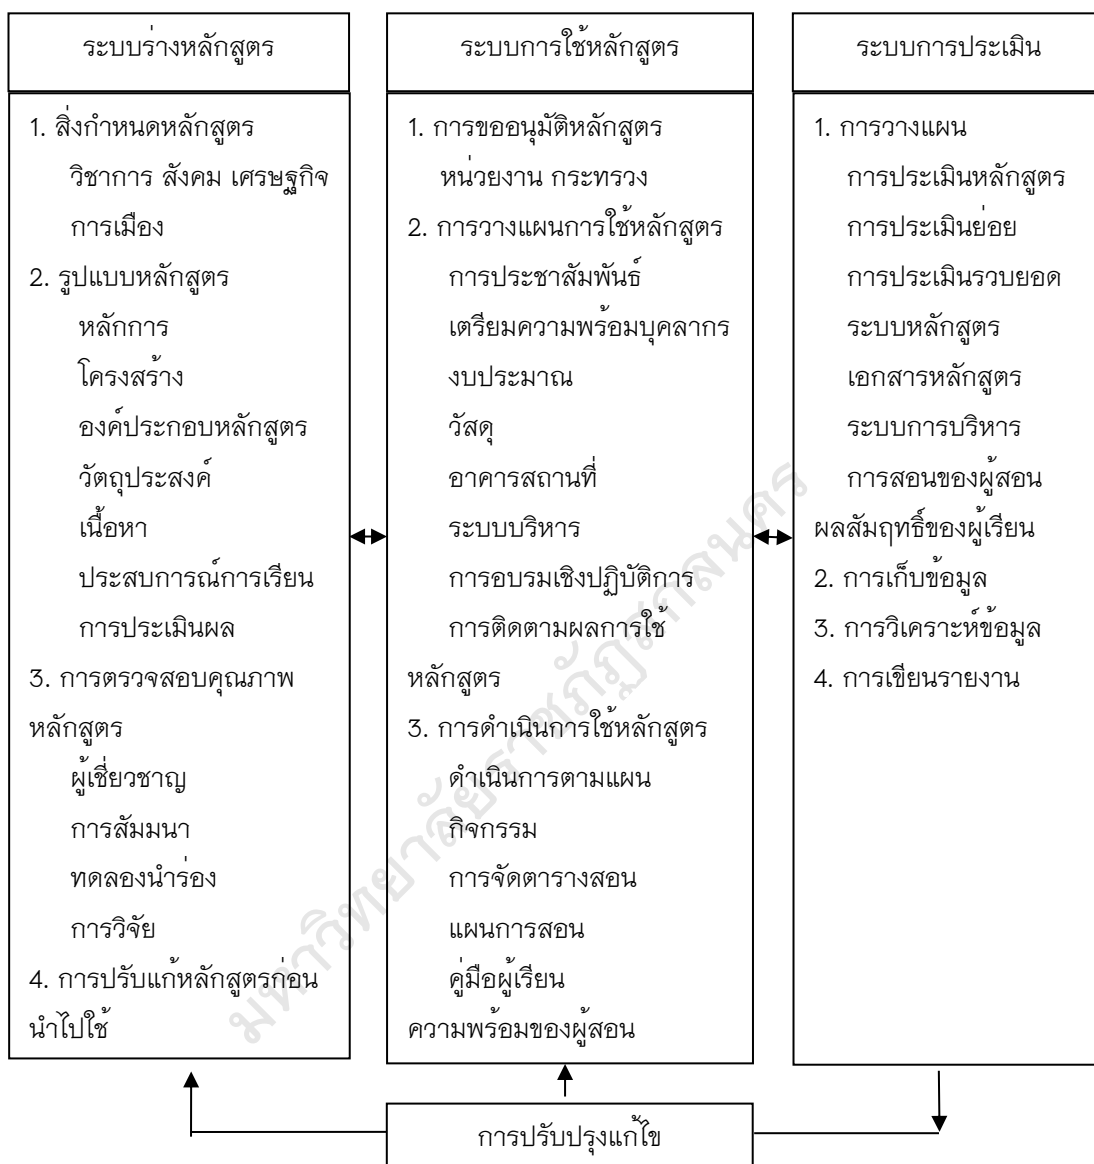 ระบบร่างหลักสูตร
1. สิ่งกำหนดหลักสูตร
วิชาการ สังคม เศรษฐกิจ
การเมือง
2. รูปแบบหลักสูตร
หลักการ
โครงสร้าง
องค์ประกอบหลักสูตร
วัตถุประสงค์
เนื้อหา
ประสบการณ์การเรียน
การประเมินผล
3. การตรวจสอบคุณภาพ
หลักสูตร
ผู้เชี่ยวชาญ
การสัมมนา
ทดลองนำร่อง
การวิจัย
4. การปรับแก้หลักสูตรก่อน
นำไปใช้
ระบบการใช้หลักสูตร
1. การขออนุมัติหลักสูตร
หน่วยงาน กระทรวง
2. การวางแผนการใช้หลักสูตร
การประชาสัมพันธ์
เตรียมความพร้อมบุคลากร
งบประมาณ
วัสดุ
อาคารสถานที่
ระบบบริหาร
การอบรมเชิงปฏิบัติการ
การติดตามผลการใช้
หลักสูตร
3. การดำเนินการใช้หลักสูตร
ดำเนินการตามแผน
กิจกรรม
การจัดตารางสอน
แผนการสอน
คู่มือผู้เรียน
ความพร้อมของผู้สอน
ระบบการประเมิน
1. การวางแผน
การประเมินหลักสูตร
การประเมินย่อย
การประเมินรวบยอด
ระบบหลักสูตร
เอกสารหลักสูตร
ระบบการบริหาร
การสอนของผู้สอน
ผลสัมฤทธิ์ของผู้เรียน
2. การเก็บข้อมูล
3. การวิเคราะห์ข้อมูล
4. การเขียนรายงาน
การปรับปรุงแก้ไข
มหาวิทยาลัยราชภัฏสกลนคร